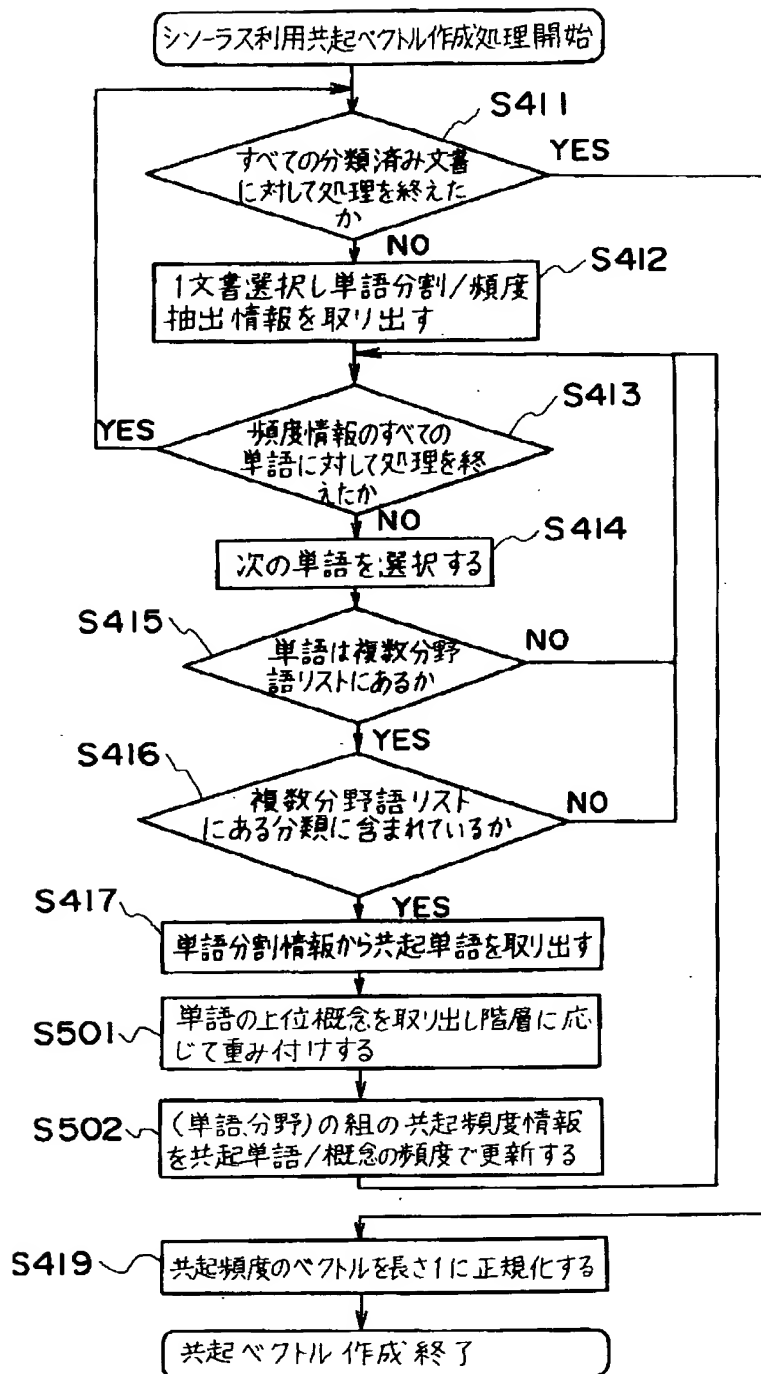 シソーラス利用共起ベクトル作成処理開始
S411
すべての分類済み文書
に対して処理を終えた
か
YES
NO
S412
1文書選択し単語分割/頻度
抽出情報を取り出す
S413
頻度情報のすべての
単語に対して処理を終
えたか
YES
NO
S414
次の単語を選択する
S415
単語は複数分野
語リストにあるか
NO
YES
S416
複数分野語リスト
にある分類に含まれているか
NO
YES
S417
単語分割情報から共起単語を取り出す
S501
単語の上位概念を取り出し階層に応
じて重み付けする
S502
(単語、分野)の組の共起頻度情報
を共起単語/概念の頻度で更新する
S419
共起頻度のベクトルを長さ1に正規化する
共起ベクトル作成終了